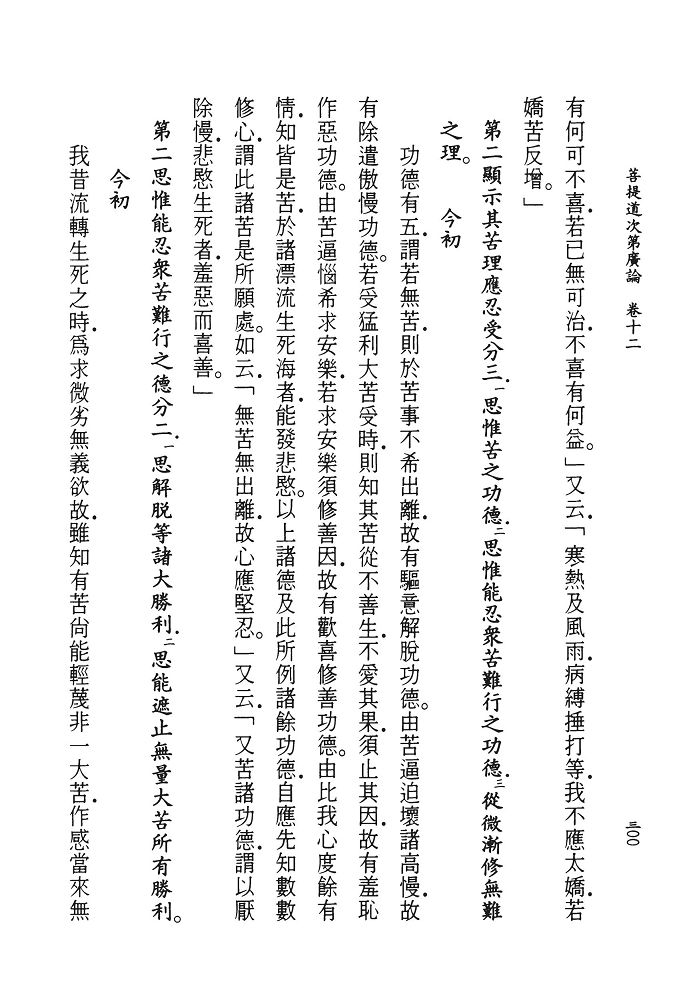 菩提道次第廣論　卷十二
三〇〇
有何可不喜．若已無可治．不喜有何益。」又云．「寒熱及風雨．病縛捶打等．我不應太嬌．若
嬌苦反增。」
第二顯示其苦理應忍受分三．一思惟苦之功德．二思惟能忍衆苦難行之功德．三從微漸修無難
之理。　今初
功德有五．謂若無苦．則於苦事不希出離．故有驅意解脫功德。由苦逼迫壞諸高慢．故
有除遣傲慢功德。若受猛利大苦受時．則知其苦從不善生．不愛其果．須止其因．故有羞恥
作惡功德。由苦逼惱希求安樂．若求安樂須修善因．故有歡喜修善功德。由比我心度餘有
情．知皆是苦．於諸漂流生死海者．能發悲愍。以上諸德及此所例諸餘功德．自應先知數數
修心．謂此諸苦是所願處。如云．「無苦無出離．故心應堅忍。」又云．「又苦諸功德．謂以厭
除慢．悲愍生死者．羞惡而喜善。」
第二思惟能忍衆苦難行之德分二．一思解脫等諸大勝利．二思能遮止無量大苦所有勝利。
今初
我昔流轉生死之時．爲求微劣無義欲故．雖知有苦尙能輕蔑非一大苦．作感當來無